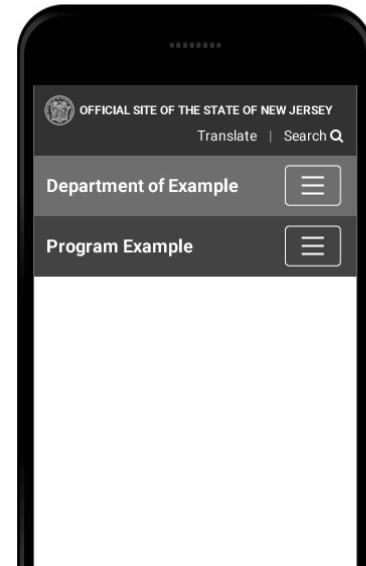 OFFICIAL SITE OF THE STATE OF NEW JERSEY
Translate | Search
Department of Example
Program Example